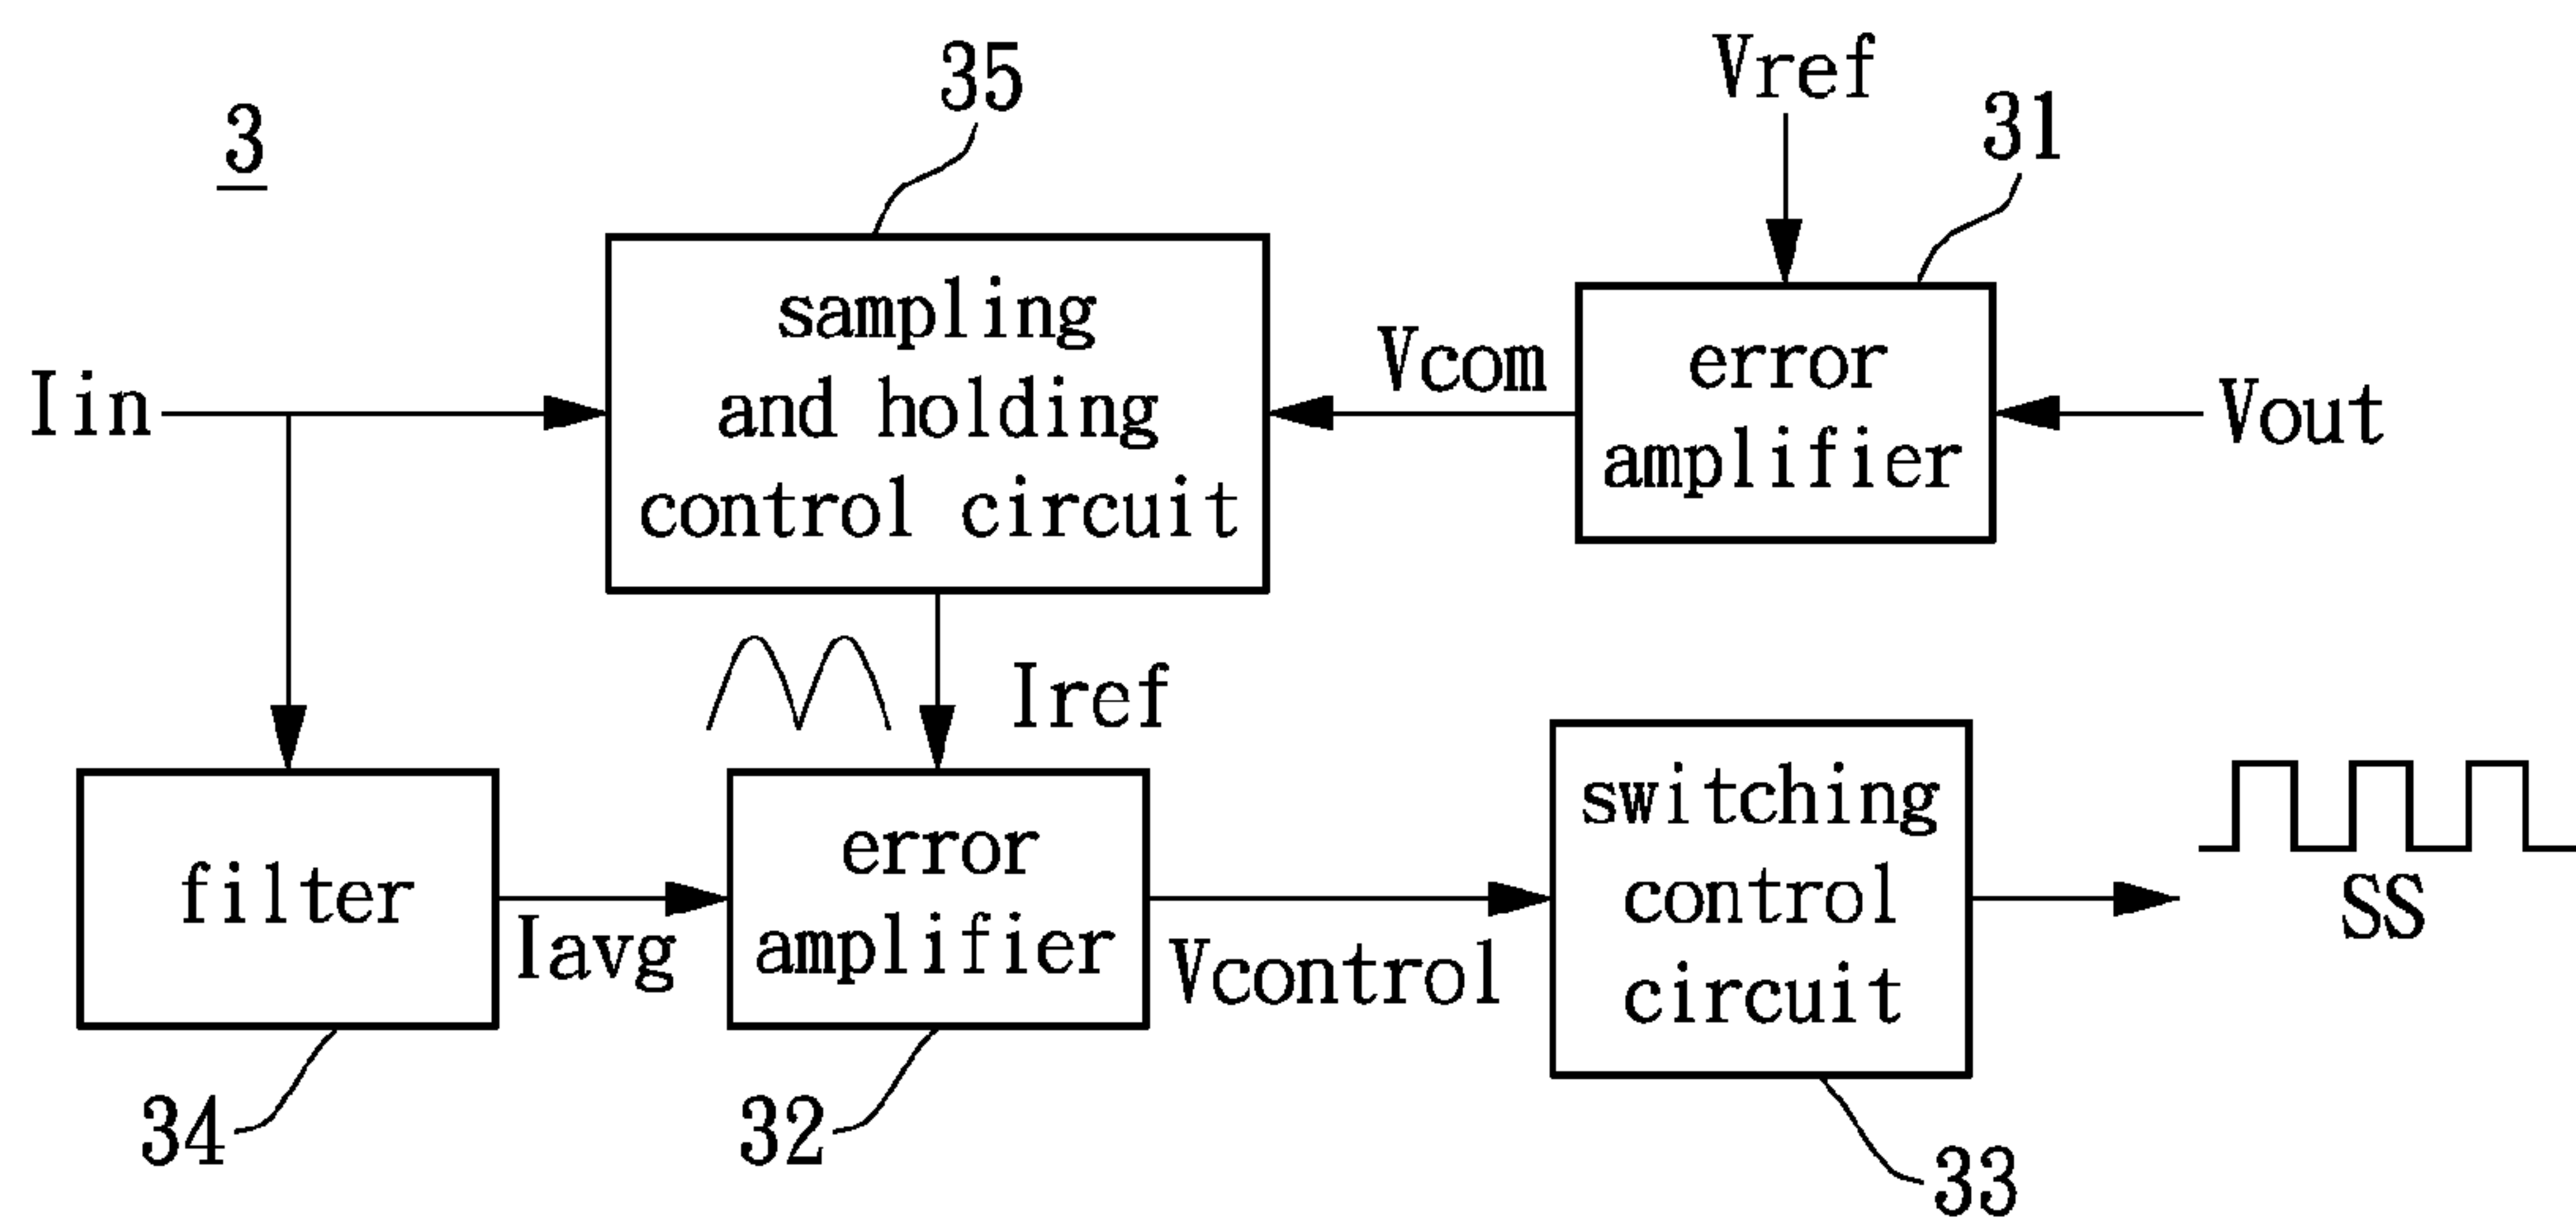 3
35
Vref
31
sampling
and holding
control circuit
Iin
Vcom
error
amplifier
Vout
Iref
filter
Iavg
error
amplifier
Vcontrol
switching
control
circuit
SS
34
32
33